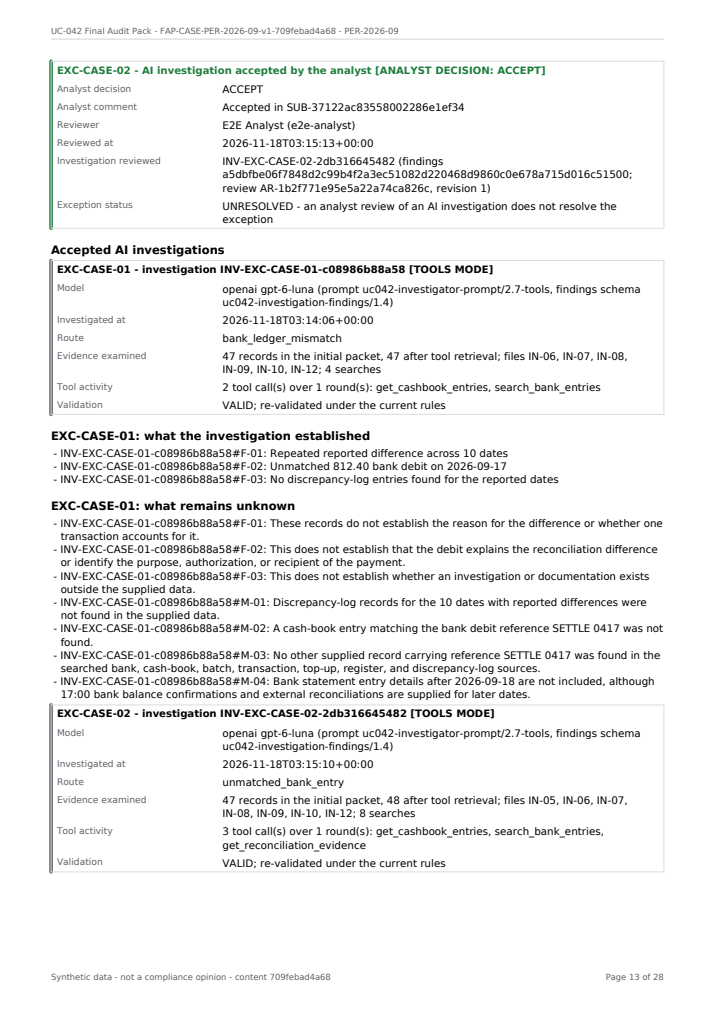 UC-042 Final Audit Pack - FAP-CASE-PER-2026-09-v1-709febad4a68 - PER-2026-09
EXC-CASE-02 - AI investigation accepted by the analyst [ANALYST DECISION: ACCEPT]
Analyst decision ACCEPT
Analyst comment Accepted in SUB-37122ac83558002286e1ef34
Reviewer E2E Analyst (e2e-analyst)
Reviewed at 2026-11-18T03:15:13+00:00
Investigation reviewed INV-EXC-CASE-02-2db316645482 (findings
a5dbfbe06f7848d2c99b4f2a3ec51082d220468d9860c0e678a715d016c51500;
review AR-1b2f771e95e5a22a74ca826c, revision 1)
Exception status UNRESOLVED - an analyst review of an AI investigation does not resolve the
exception
Accepted AI investigations
EXC-CASE-01 - investigation INV-EXC-CASE-01-c08986b88a58 [TOOLS MODE]
Model openai gpt-6-luna (prompt uc042-investigator-prompt/2.7-tools, findings schema
uc042-investigation-findings/1.4)
Investigated at 2026-11-18T03:14:06+00:00
Route bank_ledger_mismatch
Evidence examined 47 records in the initial packet, 47 after tool retrieval; files IN-06, IN-07, IN-08,
IN-09, IN-10, IN-12; 4 searches
Tool activity 2 tool call(s) over 1 round(s): get_cashbook_entries, search_bank_entries
Validation VALID; re-validated under the current rules
EXC-CASE-01: what the investigation established
- INV-EXC-CASE-01-c08986b88a58#F-01: Repeated reported difference across 10 dates
- INV-EXC-CASE-01-c08986b88a58#F-02: Unmatched 812.40 bank debit on 2026-09-17
- INV-EXC-CASE-01-c08986b88a58#F-03: No discrepancy-log entries found for the reported dates
EXC-CASE-01: what remains unknown
- INV-EXC-CASE-01-c08986b88a58#F-01: These records do not establish the reason for the difference or whether one
transaction accounts for it.
- INV-EXC-CASE-01-c08986b88a58#F-02: This does not establish that the debit explains the reconciliation difference
or identify the purpose, authorization, or recipient of the payment.
- INV-EXC-CASE-01-c08986b88a58#F-03: This does not establish whether an investigation or documentation exists
outside the supplied data.
- INV-EXC-CASE-01-c08986b88a58#M-01: Discrepancy-log records for the 10 dates with reported differences were
not found in the supplied data.
- INV-EXC-CASE-01-c08986b88a58#M-02: A cash-book entry matching the bank debit reference SETTLE 0417 was not
found.
- INV-EXC-CASE-01-c08986b88a58#M-03: No other supplied record carrying reference SETTLE 0417 was found in the
searched bank, cash-book, batch, transaction, top-up, register, and discrepancy-log sources.
- INV-EXC-CASE-01-c08986b88a58#M-04: Bank statement entry details after 2026-09-18 are not included, although
17:00 bank balance confirmations and external reconciliations are supplied for later dates.
EXC-CASE-02 - investigation INV-EXC-CASE-02-2db316645482 [TOOLS MODE]
Model openai gpt-6-luna (prompt uc042-investigator-prompt/2.7-tools, findings schema
uc042-investigation-findings/1.4)
Investigated at 2026-11-18T03:15:10+00:00
Route unmatched_bank_entry
Evidence examined 47 records in the initial packet, 48 after tool retrieval; files IN-05, IN-06, IN-07,
IN-08, IN-09, IN-10, IN-12; 8 searches
Tool activity 3 tool call(s) over 1 round(s): get_cashbook_entries, search_bank_entries,
get_reconciliation_evidence
Validation VALID; re-validated under the current rules
Synthetic data - not a compliance opinion - content 709febad4a68 Page 13 of 28